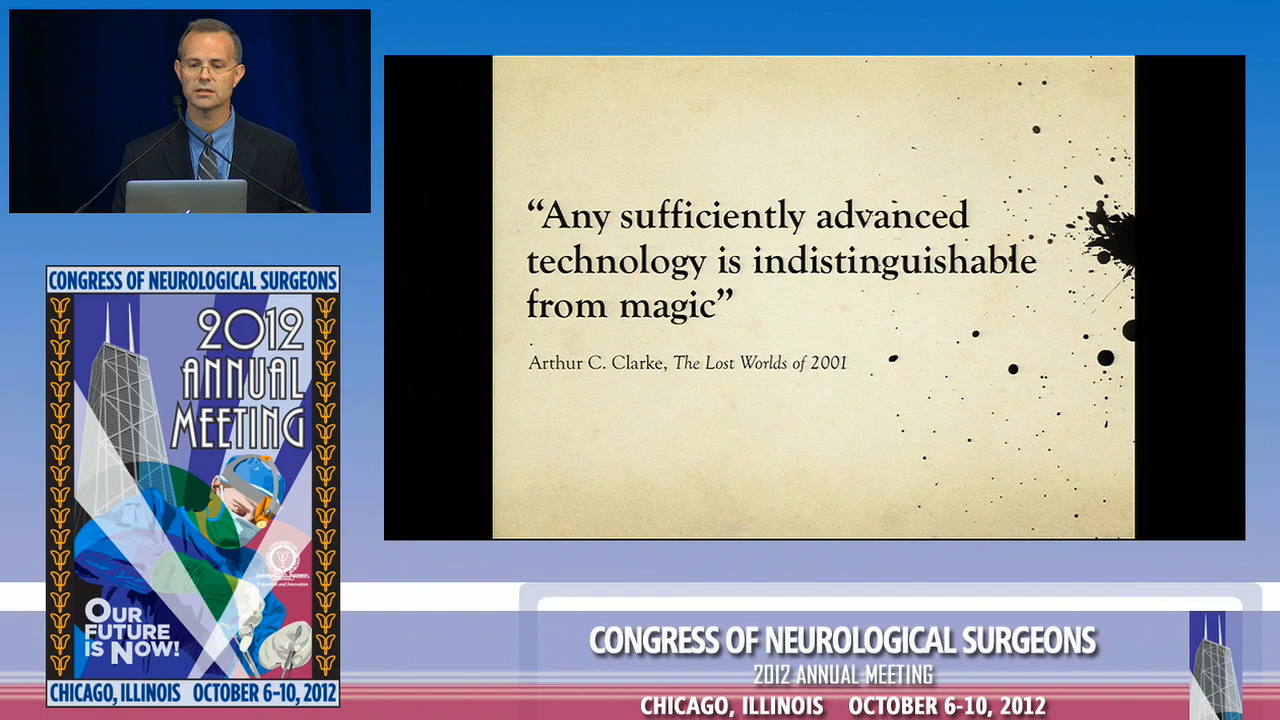 “Any sufficiently advanced
technology is indistinguishable
from magic”
Arthur C. Clarke, The Lost Worlds of 2001
CONGRESS OF NEUROLOGICAL SURGEONS
2012
ANNUAL
MEETING
OUR
FUTURE
IS NOW!
CHICAGO, ILLINOIS OCTOBER 6-10, 2012
CONGRESS OF NEUROLOGICAL SURGEONS
2012 ANNUAL MEETING
CHICAGO, ILLINOIS OCTOBER 6-10, 2012